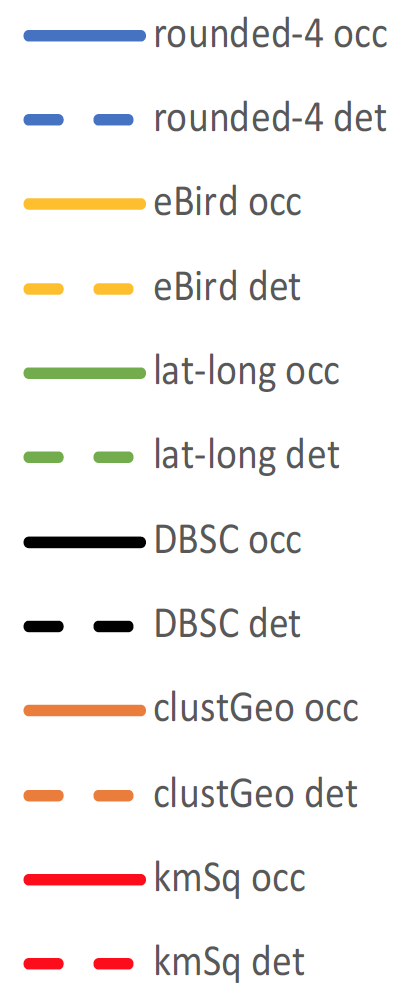 rounded-4 occ
rounded-4 det
eBird occ
eBird det
lat-long occ
lat-long det
DBSC occ
DBSC det
clustGeo occ
clustGeo det
kmSq occ
kmSq det